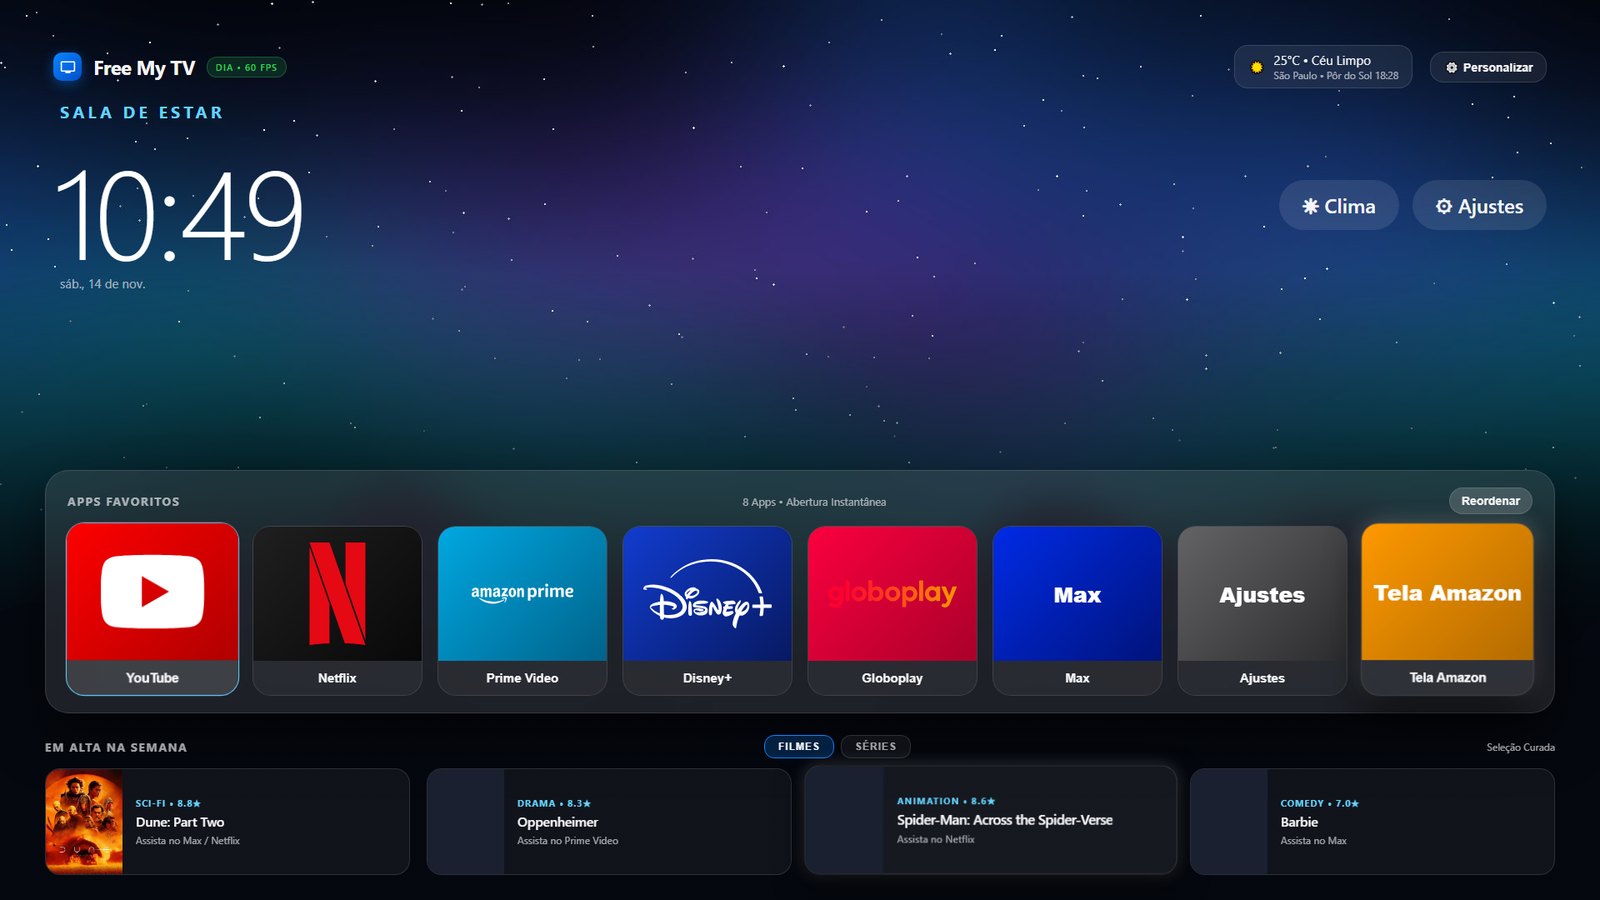 Free My TV
DIA • 60 FPS
25°C • Céu Limpo
São Paulo • Pôr do Sol 18:28
Personalizar
SALA DE ESTAR
10:49
sáb., 14 de nov.
Clima
Ajustes
APPS FAVORITOS
8 Apps • Abertura Instantânea
Reordenar
amazon prime
Disney+
globoplay
Max
Ajustes
Tela Amazon
YouTube
Netflix
Prime Video
Disney+
Globoplay
Max
Ajustes
Tela Amazon
EM ALTA NA SEMANA
FILMES
SÉRIES
Seleção Curada
SCI-FI • 8.8★
Dune: Part Two
Assista no Max / Netflix
DRAMA • 8.3★
Oppenheimer
Assista no Prime Video
ANIMATION • 8.6★
Spider-Man: Across the Spider-Verse
Assista no Netflix
COMEDY • 7.0★
Barbie
Assista no Max